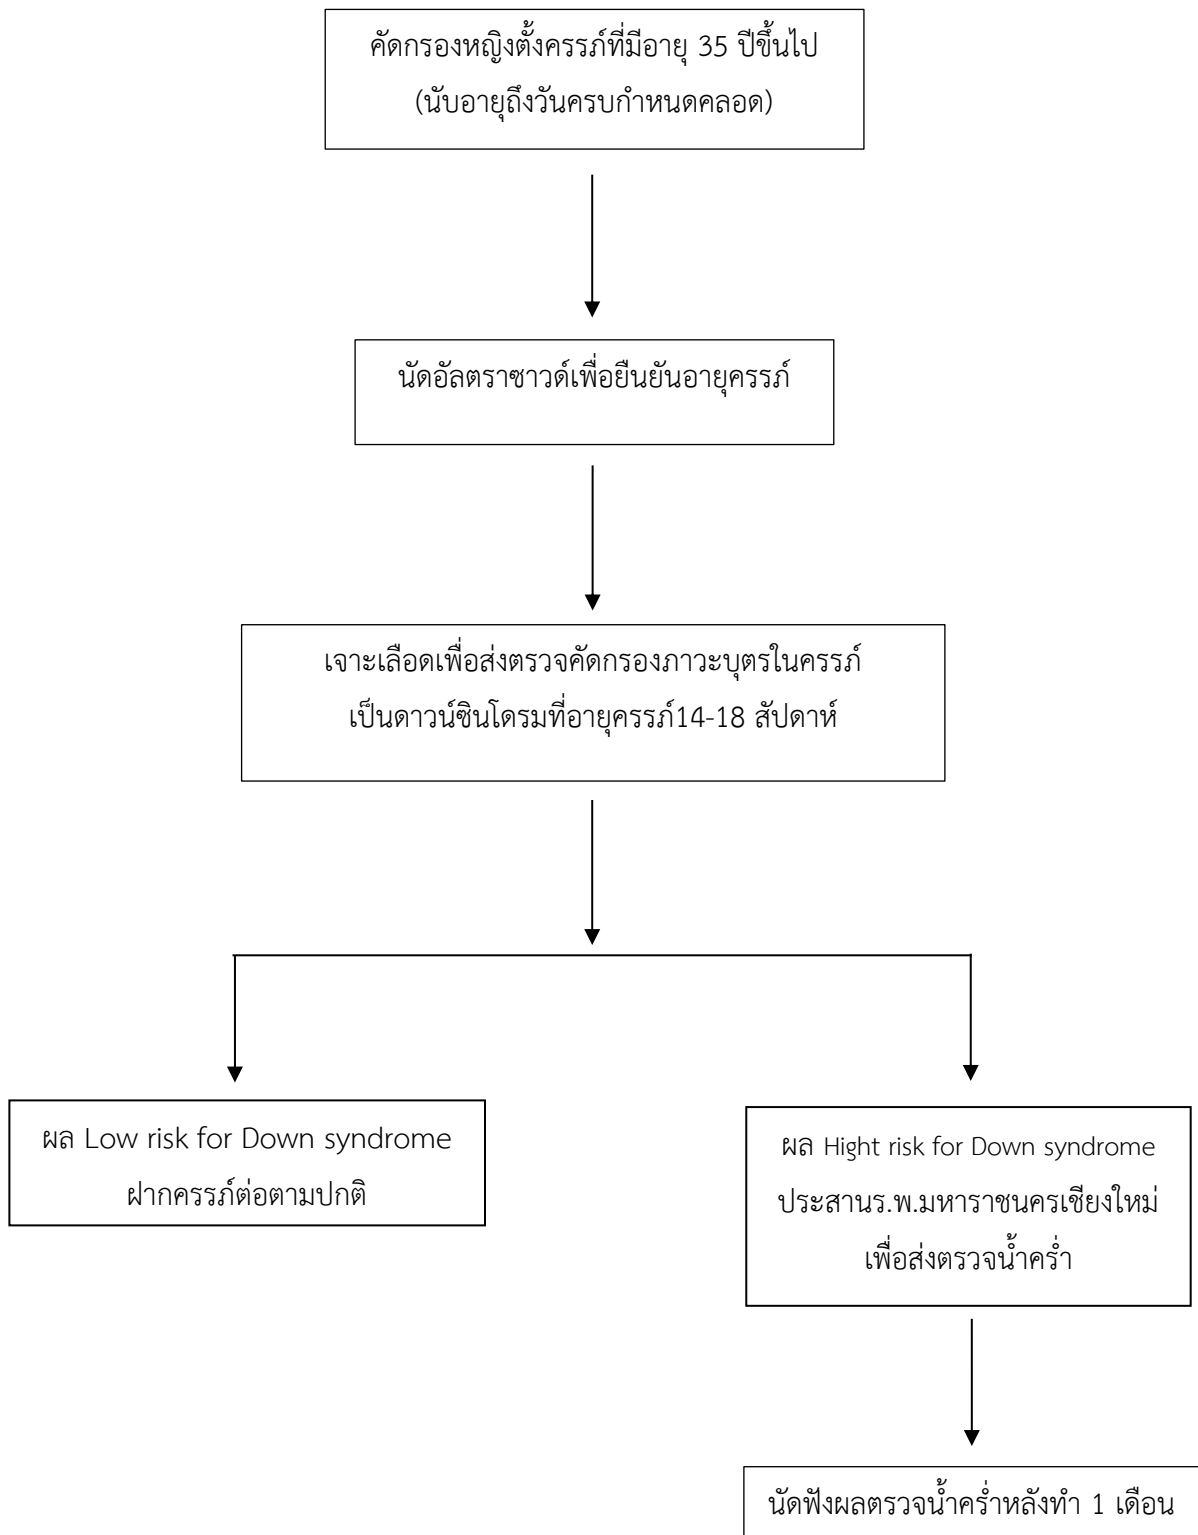 คัดกรองหญิงตั้งครรภ์ที่มีอายุ 35 ปีขึ้นไป
(นับอายุถึงวันครบกำหนดคลอด)
นัดอัลตราซาวด์เพื่อยืนยันอายุครรภ์
เจาะเลือดเพื่อส่งตรวจคัดกรองภาวะบุตรในครรภ์
เป็นดาวน์ซินโดรมที่อายุครรภ์14-18 สัปดาห์
ผล Low risk for Down syndrome
ฝากครรภ์ต่อตามปกติ
ผล Hight risk for Down syndrome
ประสานร.พ.มหาราชนครเชียงใหม่
เพื่อส่งตรวจน้ำคร่ำ
นัดฟังผลตรวจน้ำคร่ำหลังทำ 1 เดือน